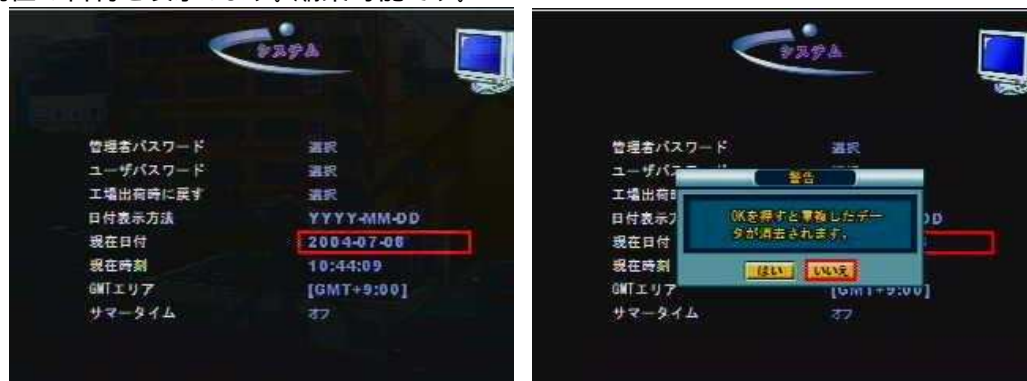 システム
管理者パスワード 選択
ユーザパスワード 選択
工場出荷時に戻す 選択
日付表示方法 YYYY-MM-DD
現在日付 2004-07-08
現在時刻 10:44:09
GMTエリア [GMT+9:00]
サマータイム オフ
システム
管理者パスワード 選択
ユーザパス
工場出荷
日付表示 DD
現在日付
現在時刻
GMTエリア [GMT+9:00]
サマータイム オフ
警告
OKを押すと重複したデー
タが消去されます。
はい いいえ